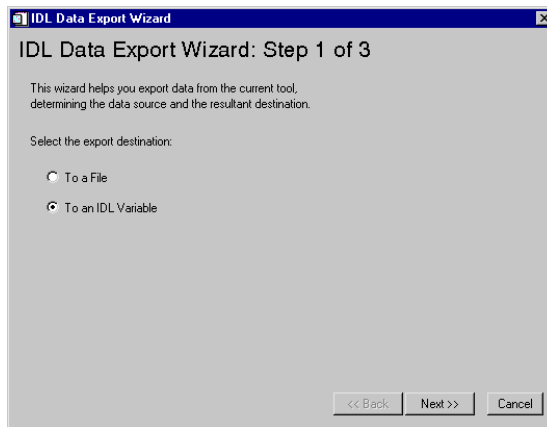 IDL Data Export Wizard
IDL Data Export Wizard: Step 1 of 3
This wizard helps you export data from the current tool,
determining the data source and the resultant destination.
Select the export destination:
To a File
To an IDL Variable
<< Back Next >> Cancel